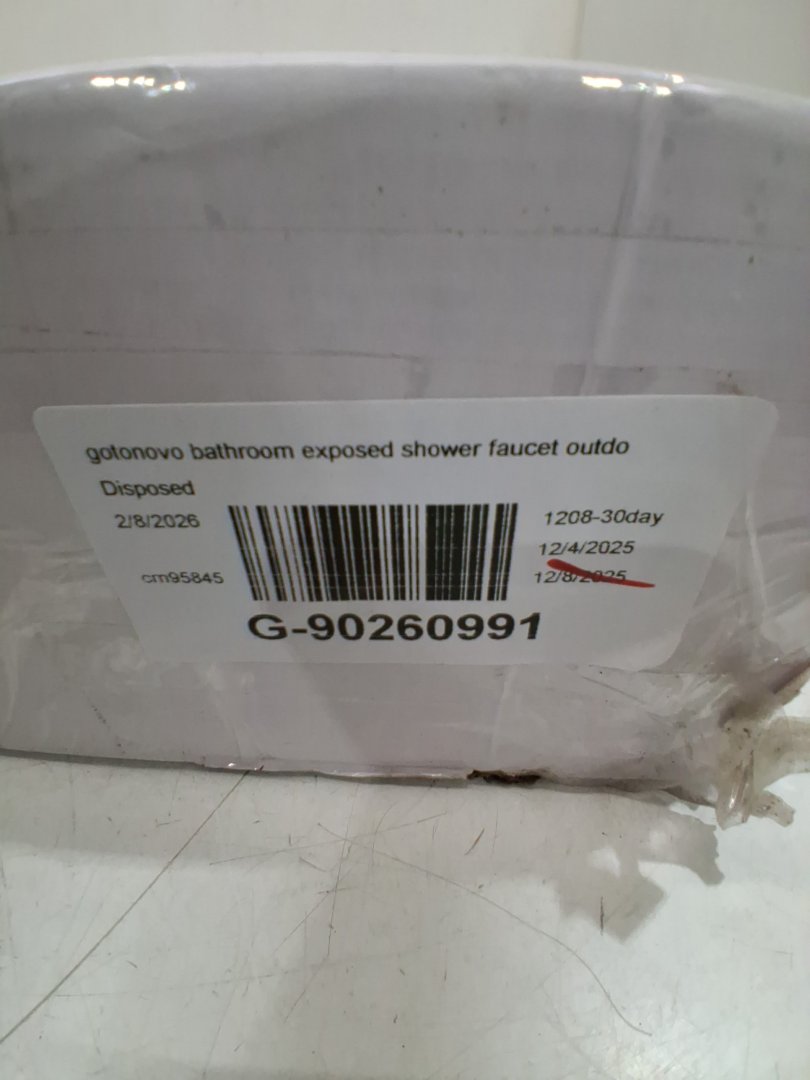 gotonovo bathroom exposed shower faucet outdo
Disposed
2/8/2026
1208-30day
12/4/2025
cm95845
12/8/2025
G-90260991